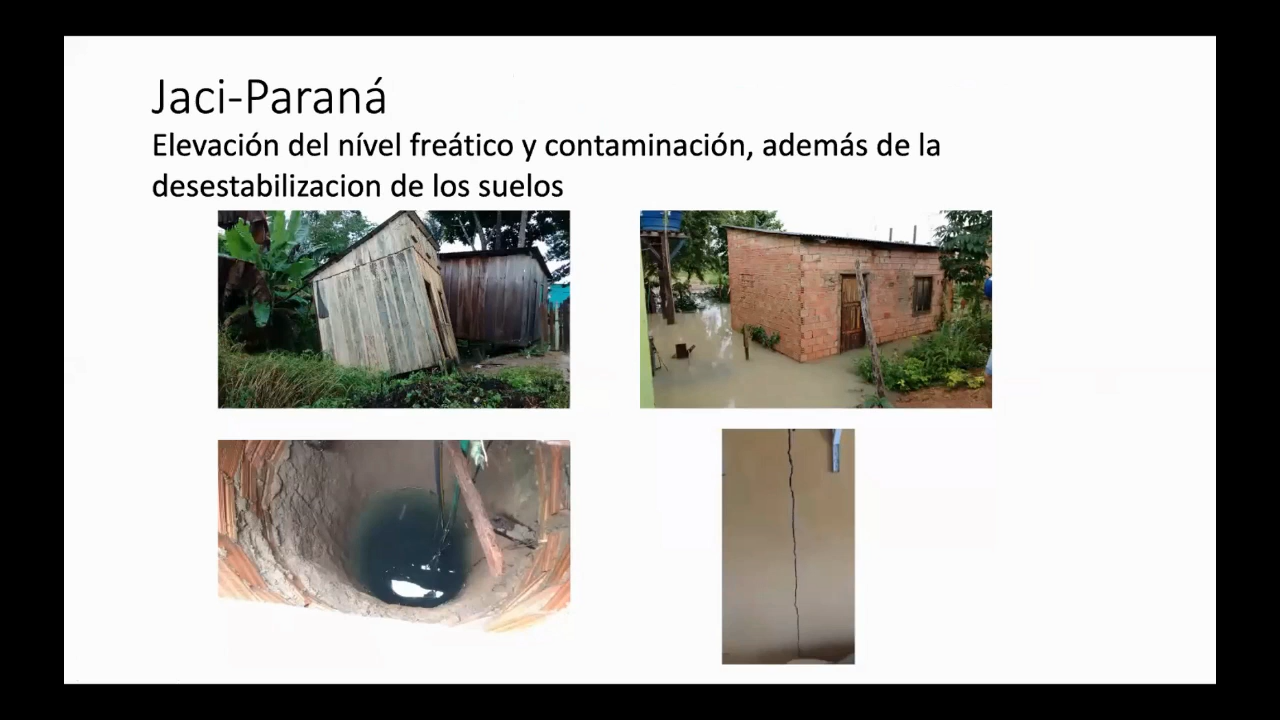 Jaci-Paraná
Elevación del nível freático y contaminación, además de la
desestabilizacion de los suelos